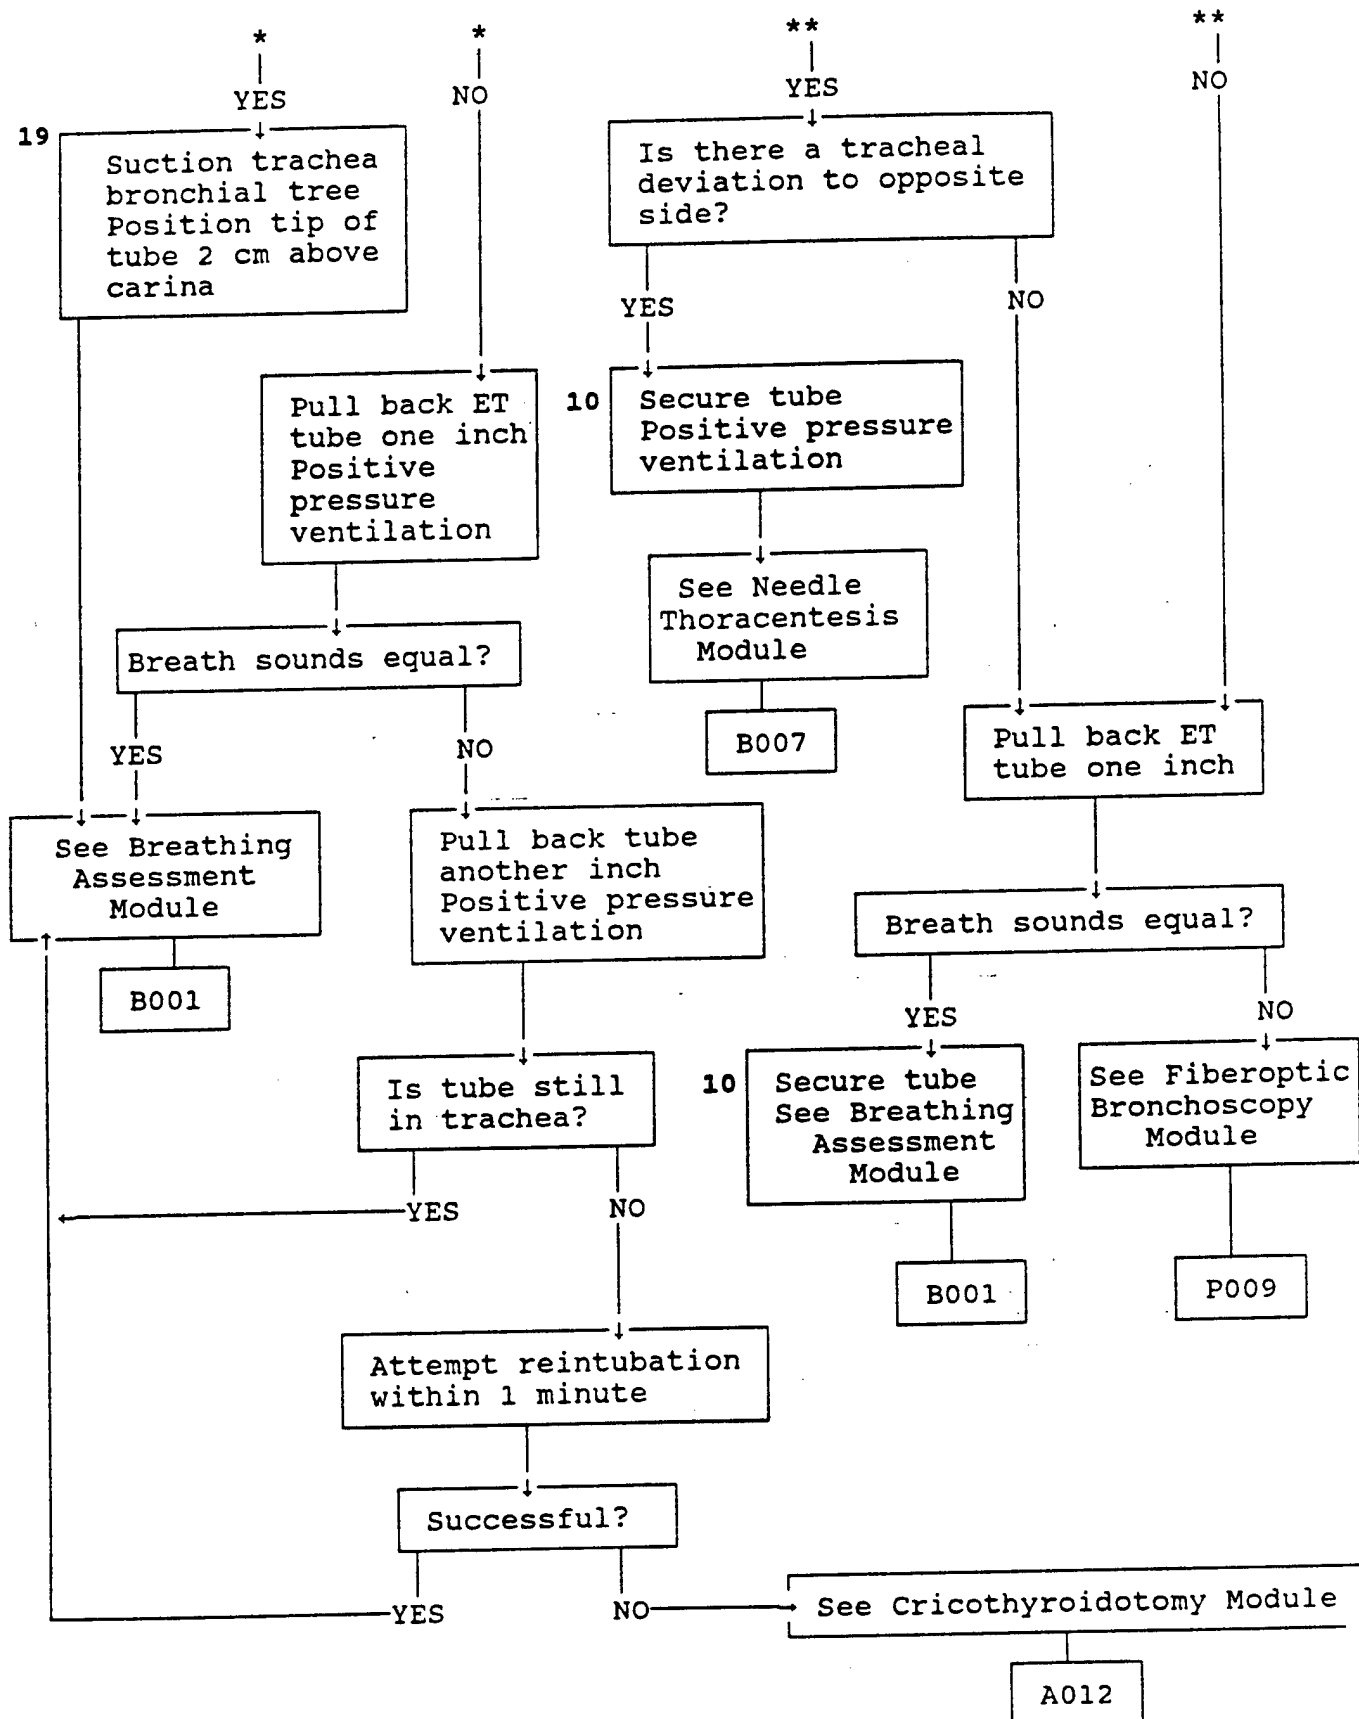 *
*
**
**
YES
NO
YES
NO
19
Suction trachea
bronchial tree
Position tip of
tube 2 cm above
carina
Is there a tracheal
deviation to opposite
side?
YES
NO
Pull back ET
tube one inch
Positive
pressure
ventilation
10
Secure tube
Positive pressure
ventilation
See Needle
Thoracentesis
Module
B007
Breath sounds equal?
YES
NO
Pull back ET
tube one inch
See Breathing
Assessment
Module
B001
Pull back tube
another inch
Positive pressure
ventilation
Breath sounds equal?
YES
NO
Is tube still
in trachea?
YES
NO
10
Secure tube
See Breathing
Assessment
Module
B001
See Fiberoptic
Bronchoscopy
Module
P009
Attempt reintubation
within 1 minute
Successful?
YES
NO
See Cricothyroidotomy Module
A012